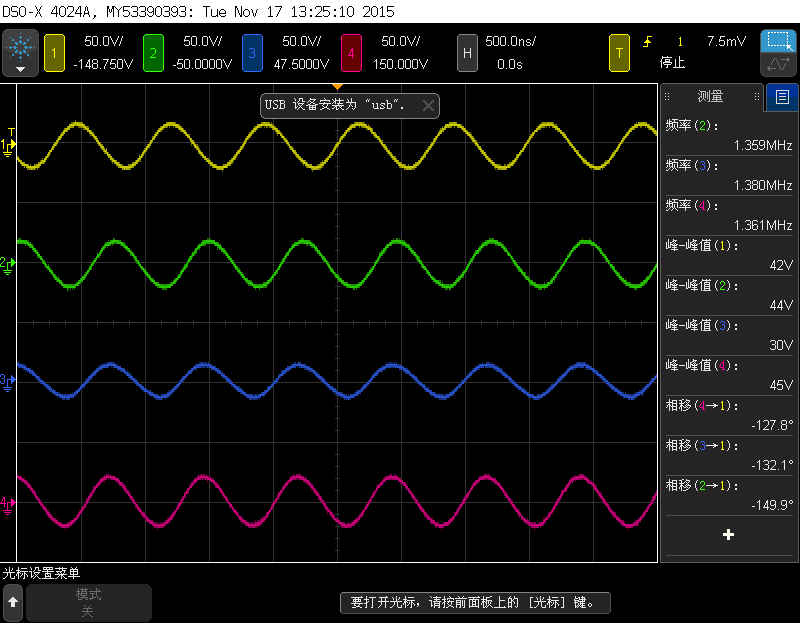 DSO-X 4024A, MY53390393: Tue Nov 17 13:25:10 2015
1 50.0V/ -148.750V
2 50.0V/ -50.0000V
3 50.0V/ 47.5000V
4 50.0V/ 150.000V
H 500.0ns/ 0.0s
T 1 7.5mV
停止
USB 设备安装为 "usb".
测量
频率(2):
1.359MHz
频率(3):
1.380MHz
频率(4):
1.361MHz
峰-峰值(1):
42V
峰-峰值(2):
44V
峰-峰值(3):
30V
峰-峰值(4):
45V
相移(4→1):
-127.8°
相移(3→1):
-132.1°
相移(2→1):
-149.9°
T
1
2
3
4
光标设置菜单
模式
关
要打开光标，请按前面板上的 [光标] 键。